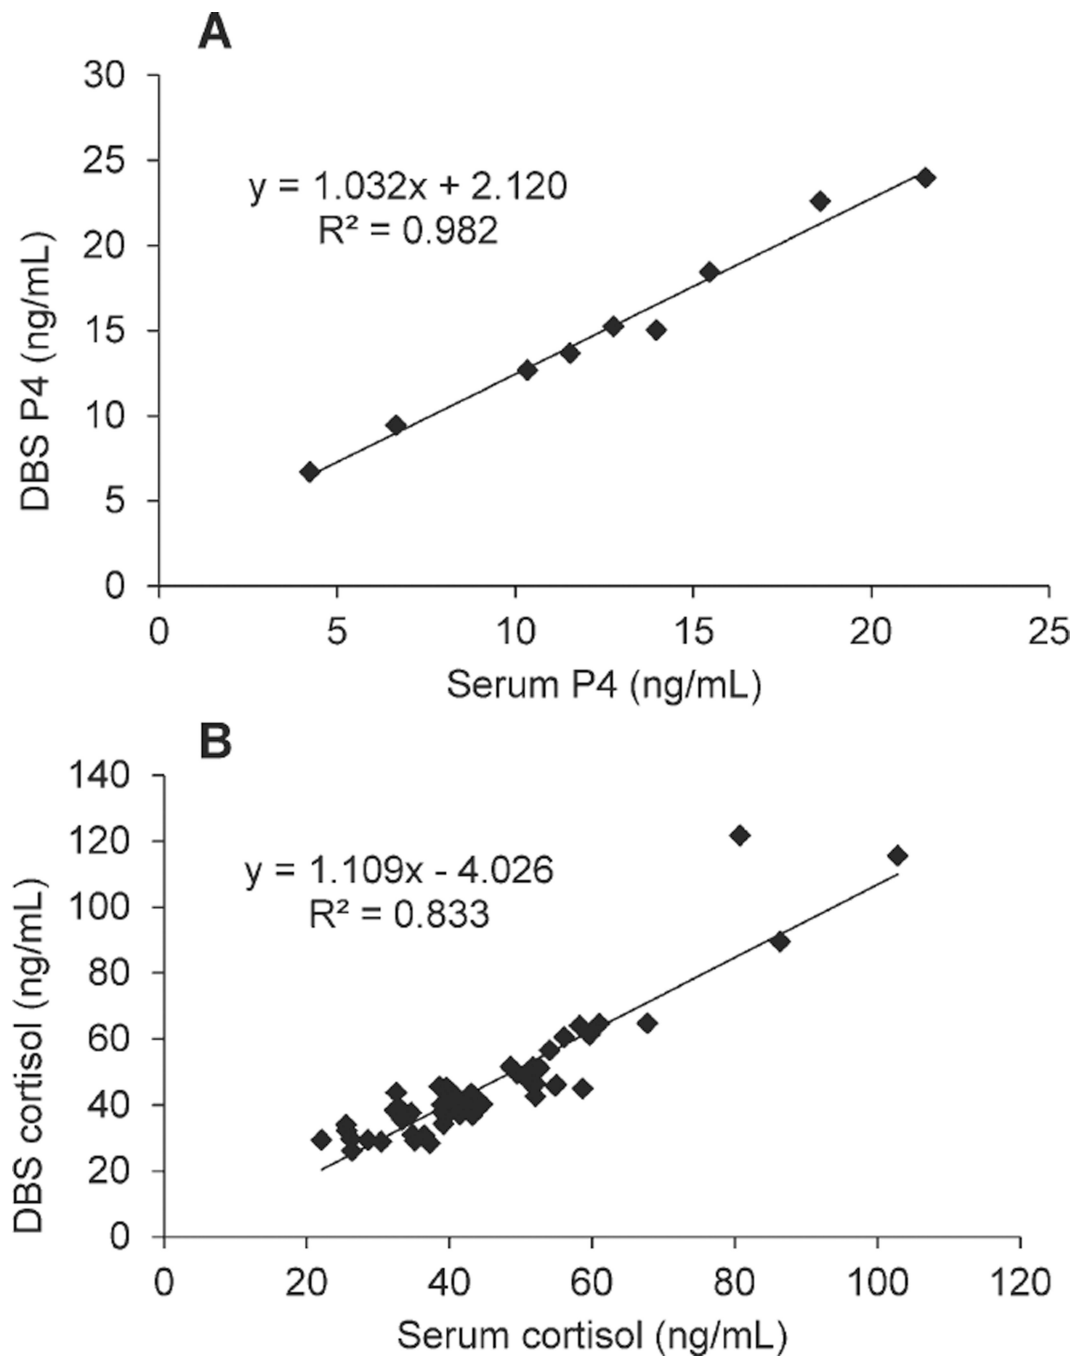 A
30
25
20
15
10
5
0
y = 1.032x + 2.120
R² = 0.982
DBS P4 (ng/mL)
0 5 10 15 20 25
Serum P4 (ng/mL)
B
140
120
100
80
60
40
20
0
y = 1.109x - 4.026
R² = 0.833
DBS cortisol (ng/mL)
0 20 40 60 80 100 120
Serum cortisol (ng/mL)